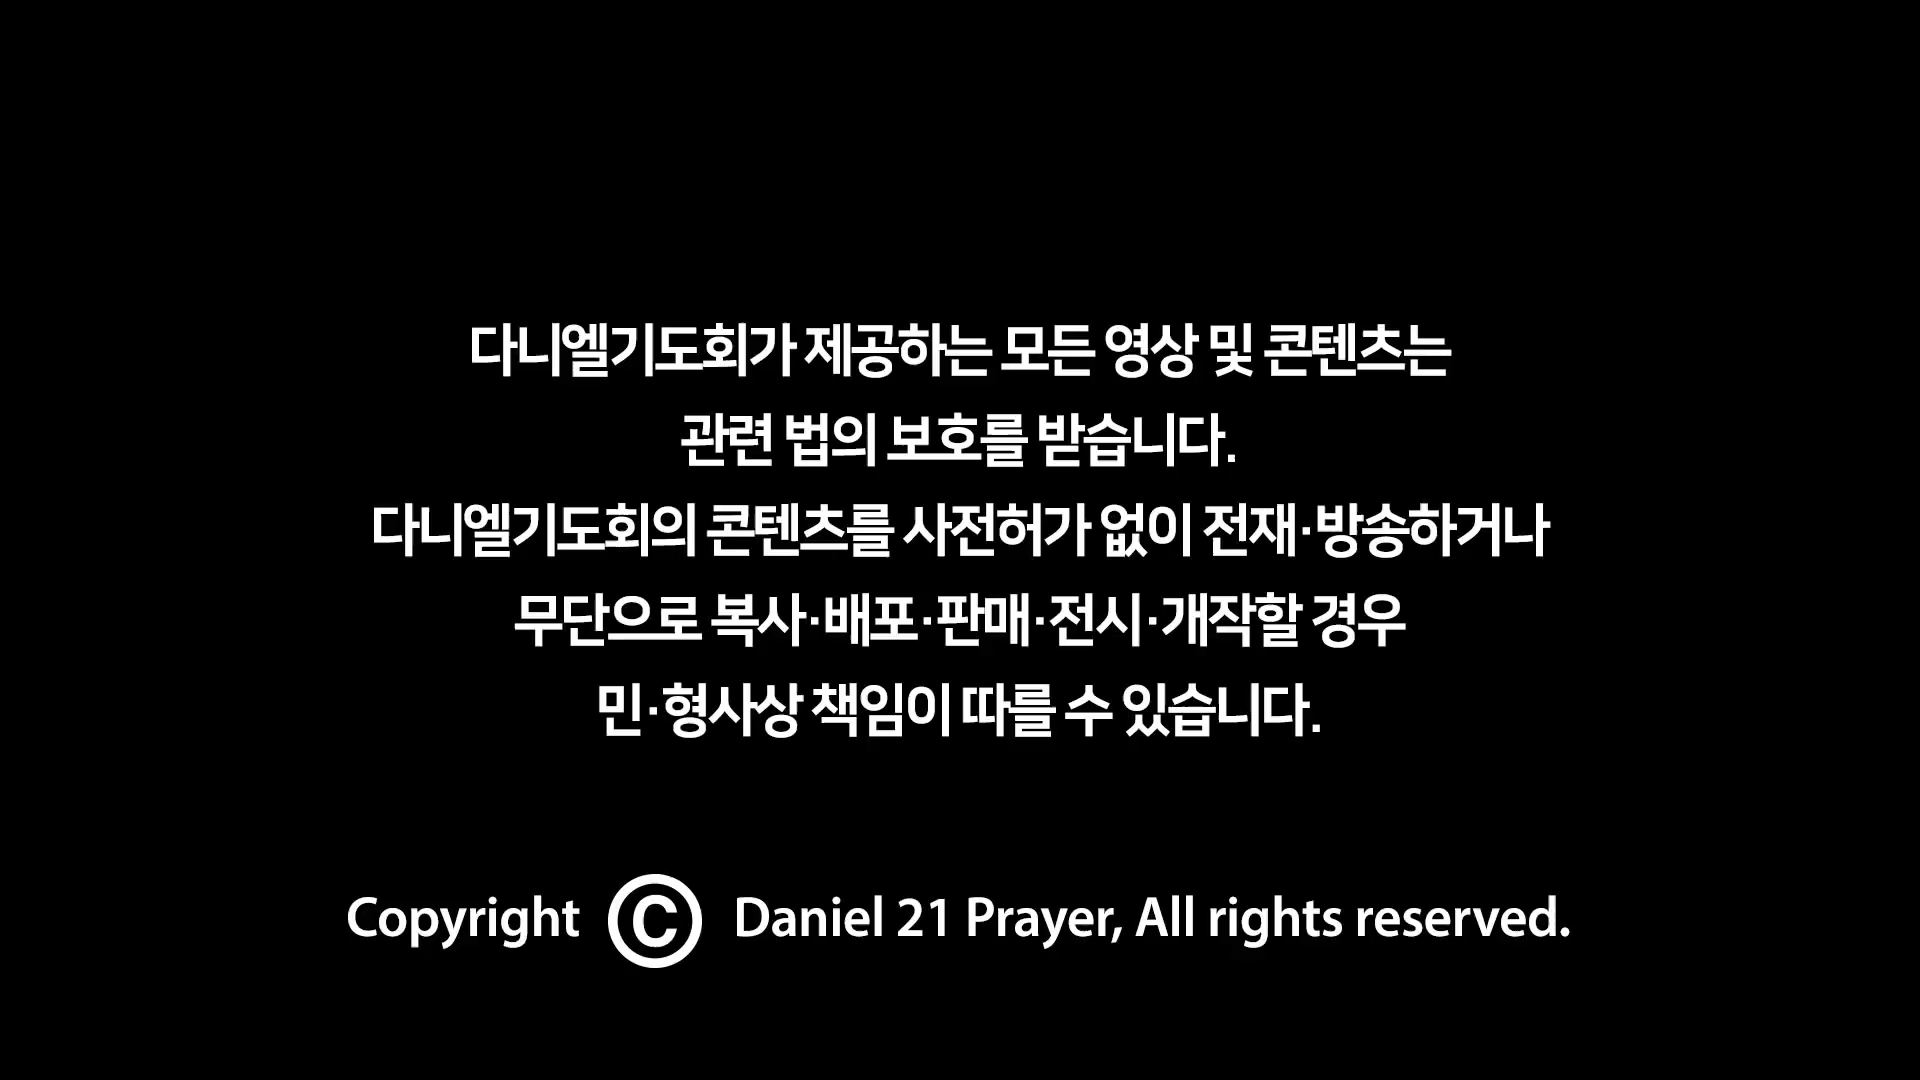 다니엘기도회가 제공하는 모든 영상 및 콘텐츠는
관련 법의 보호를 받습니다.
다니엘기도회의 콘텐츠를 사전허가 없이 전재·방송하거나
무단으로 복사·배포·판매·전시·개작할 경우
민·형사상 책임이 따를 수 있습니다.
Copyright © Daniel 21 Prayer, All rights reserved.